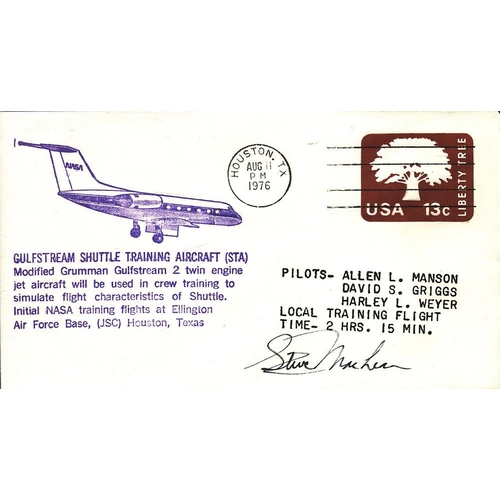 NASA
HOUSTON, TX
AUG 11
PM
1976
LIBERTY TREE
USA 13c
GULFSTREAM SHUTTLE TRAINING AIRCRAFT (STA)
Modified Grumman Gulfstream 2 twin engine
jet aircraft will be used in crew training to
simulate flight characteristics of Shuttle.
Initial NASA training flights at Ellington
Air Force Base, (JSC) Houston, Texas
PILOTS- ALLEN L. MANSON
DAVID S. GRIGGS
HARLEY L. WEYER
LOCAL TRAINING FLIGHT
TIME- 2 HRS. 15 MIN.
Steve MacLean